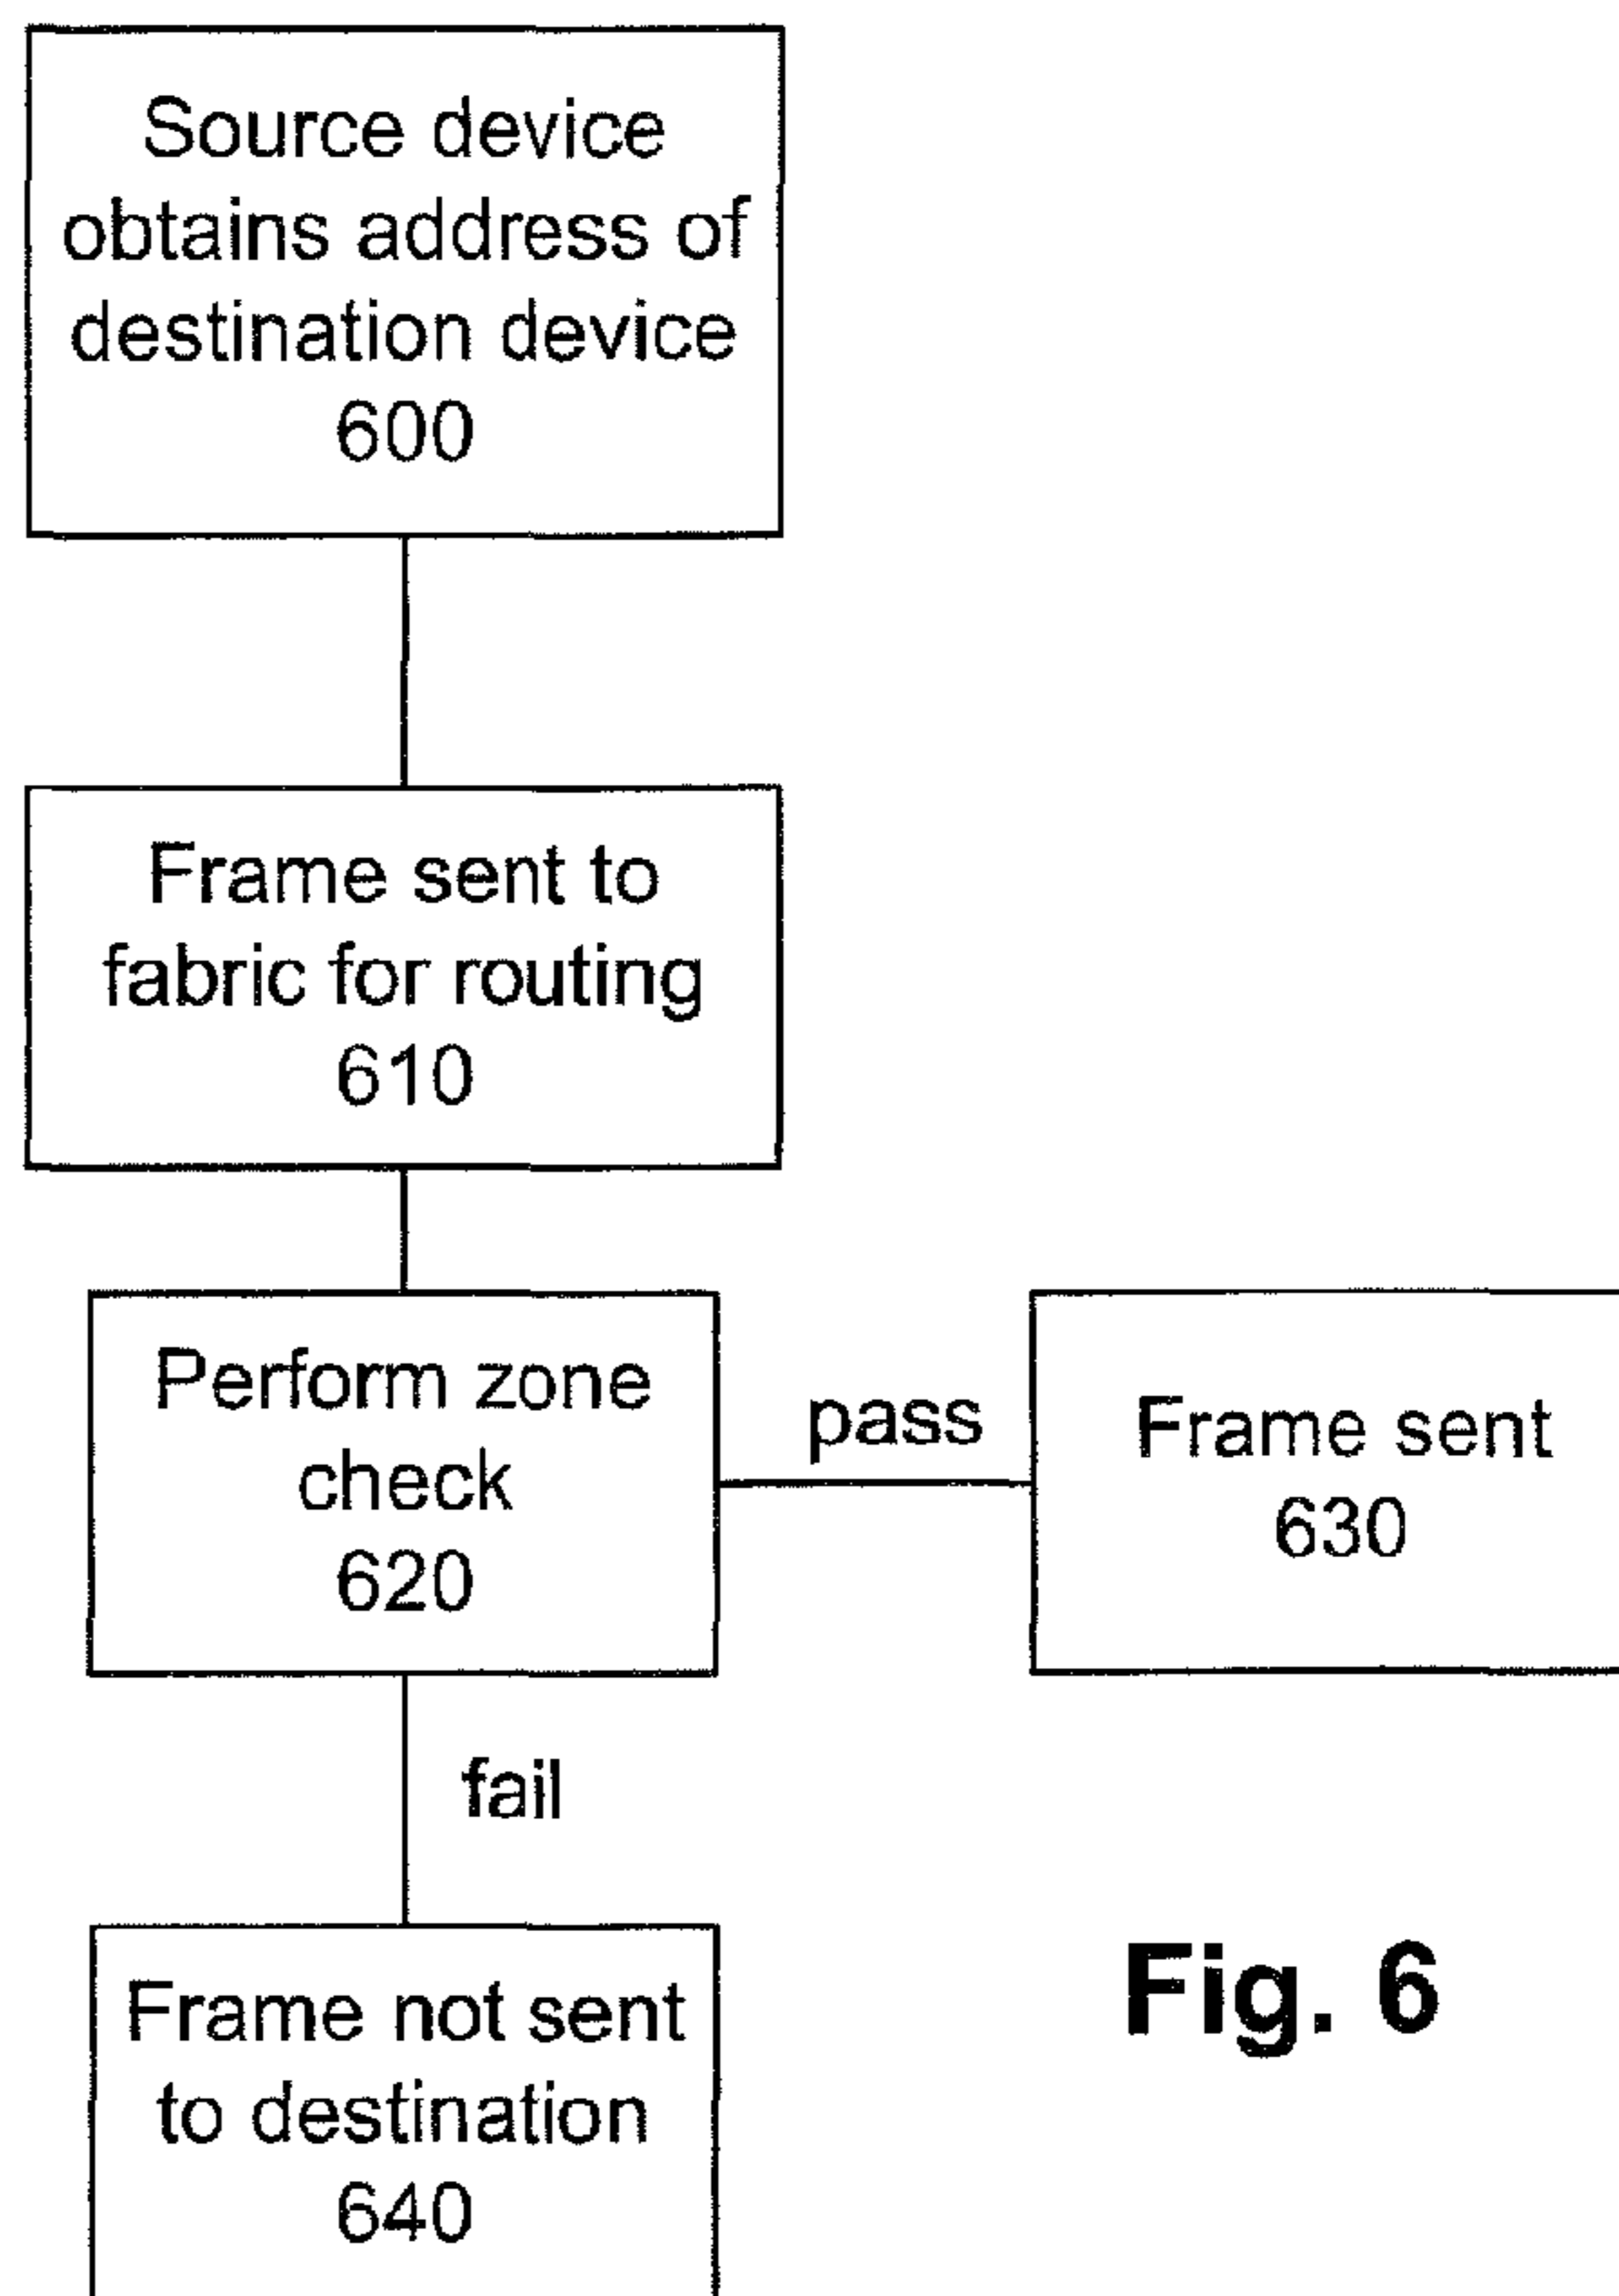 Source device
obtains address of
destination device
600
Frame sent to
fabric for routing
610
Perform zone
check
620
pass
Frame sent
630
fail
Frame not sent
to destination
640
Fig. 6